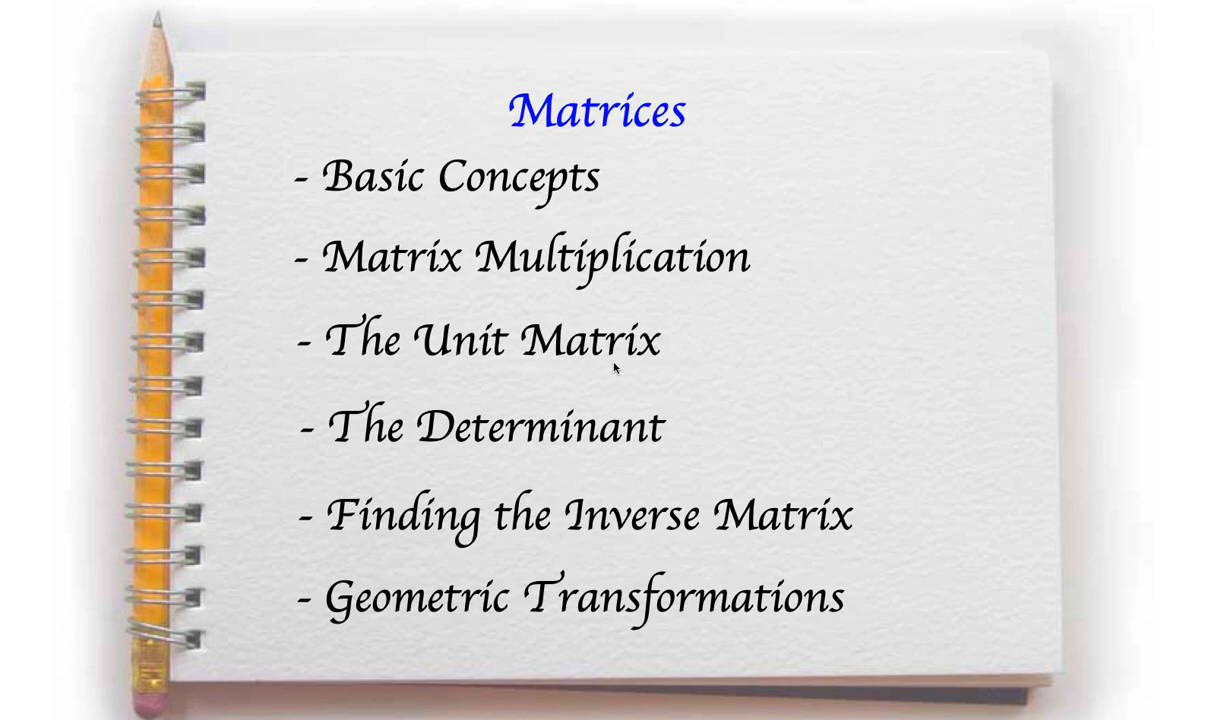 Matrices
- Basic Concepts
- Matrix Multiplication
- The Unit Matrix
- The Determinant
- Finding the Inverse Matrix
- Geometric Transformations